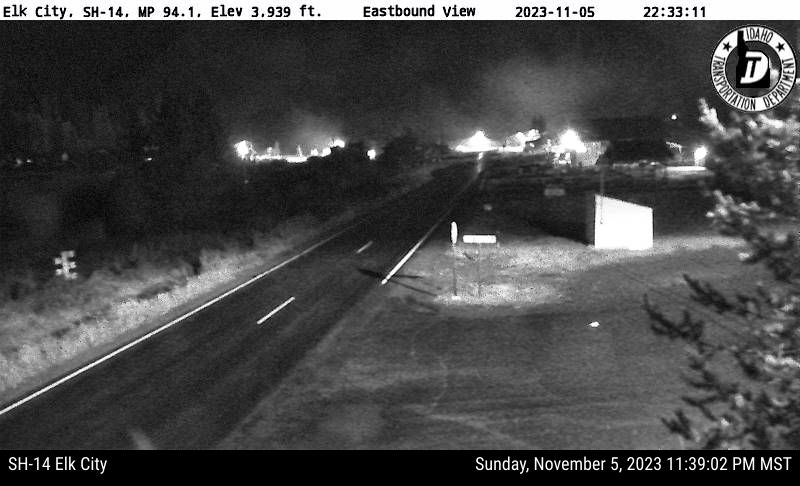 Elk City, SH-14, MP 94.1, Elev 3,939 ft. Eastbound View 2023-11-05 22:33:11
IDAHO
TRANSPORTATION DEPARTMENT
SH-14 Elk City Sunday, November 5, 2023 11:39:02 PM MST